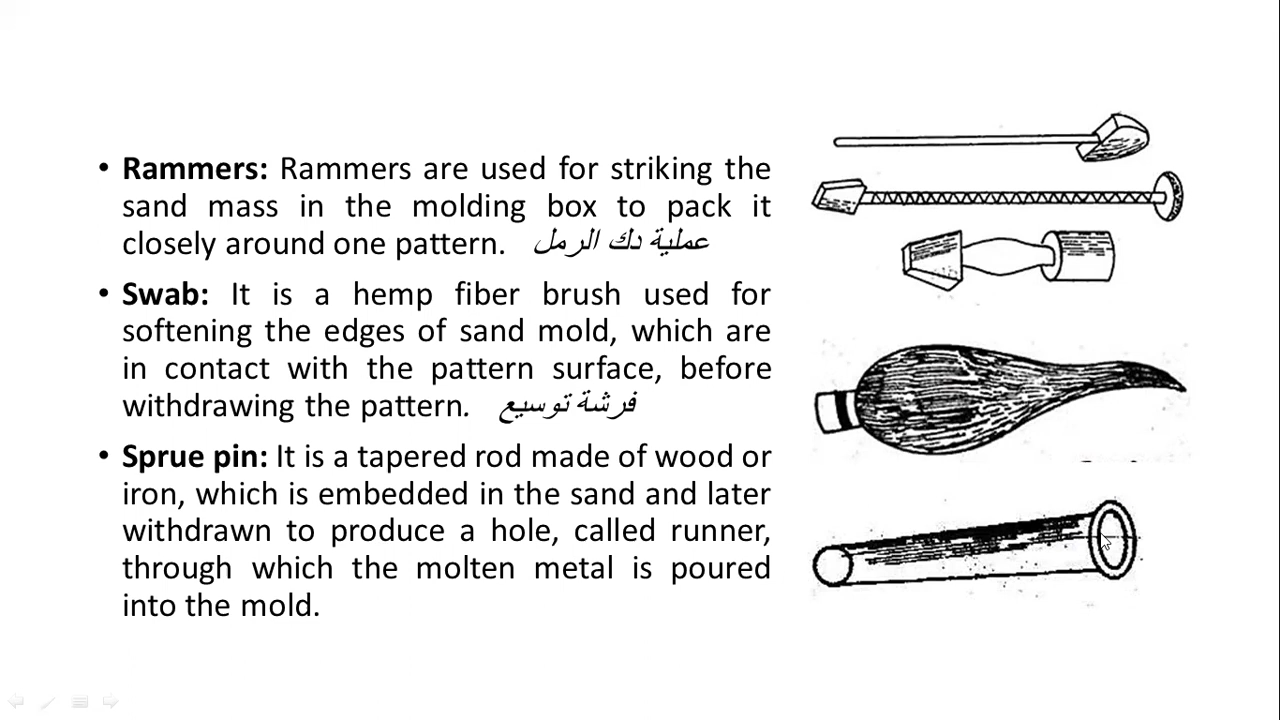 • Rammers: Rammers are used for striking the
sand mass in the molding box to pack it
closely around one pattern. عملية دك الرمل
• Swab: It is a hemp fiber brush used for
softening the edges of sand mold, which are
in contact with the pattern surface, before
withdrawing the pattern. فرشة توسيع
• Sprue pin: It is a tapered rod made of wood or
iron, which is embedded in the sand and later
withdrawn to produce a hole, called runner,
through which the molten metal is poured
into the mold.